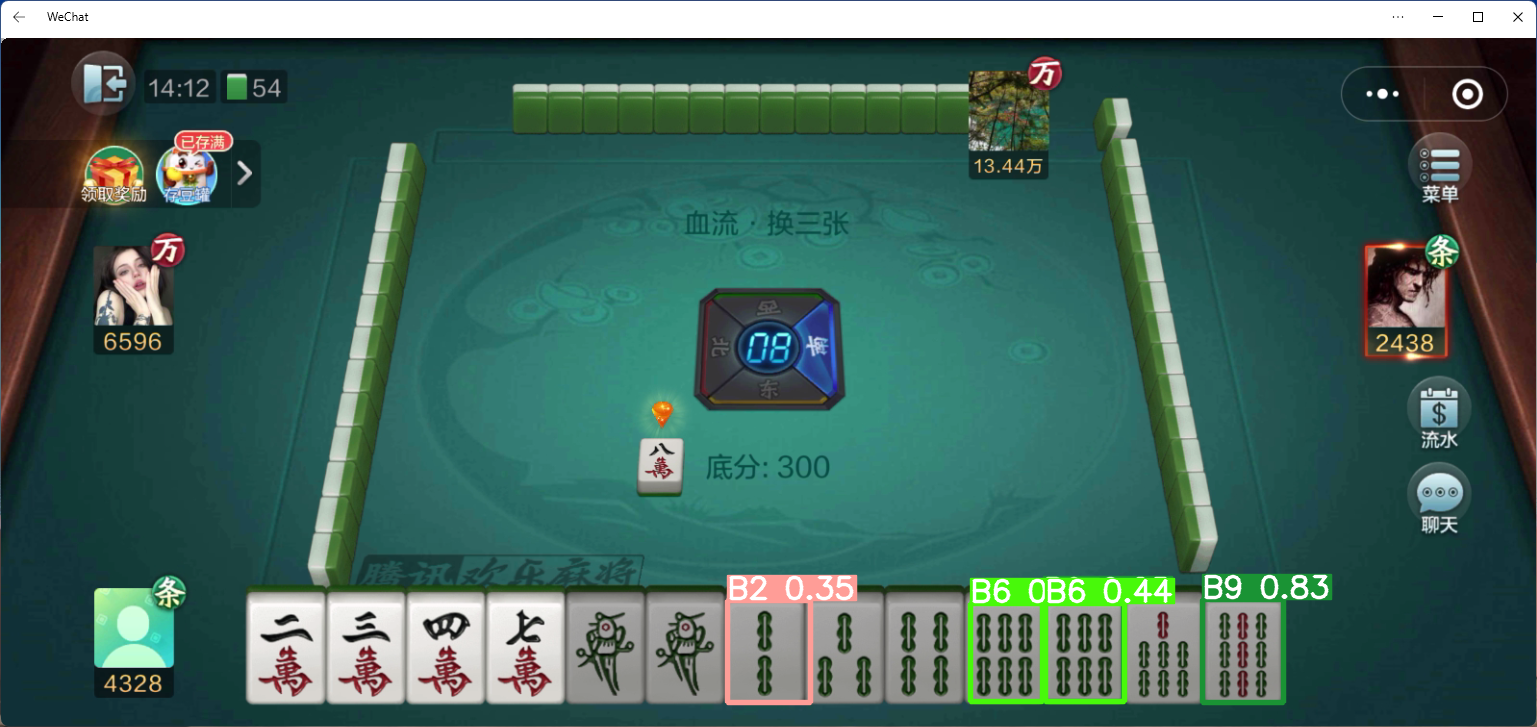 WeChat
14:12
54
万
13.44万
已存满
领取奖励
存豆罐
菜单
血流·换三张
万
6596
条
2438
08
北
东
流水
八萬
底分: 300
聊天
腾讯欢乐麻将
条
4328
B2 0.35
B6 0
B6 0.44
B9 0.83
二萬
三萬
四萬
七萬